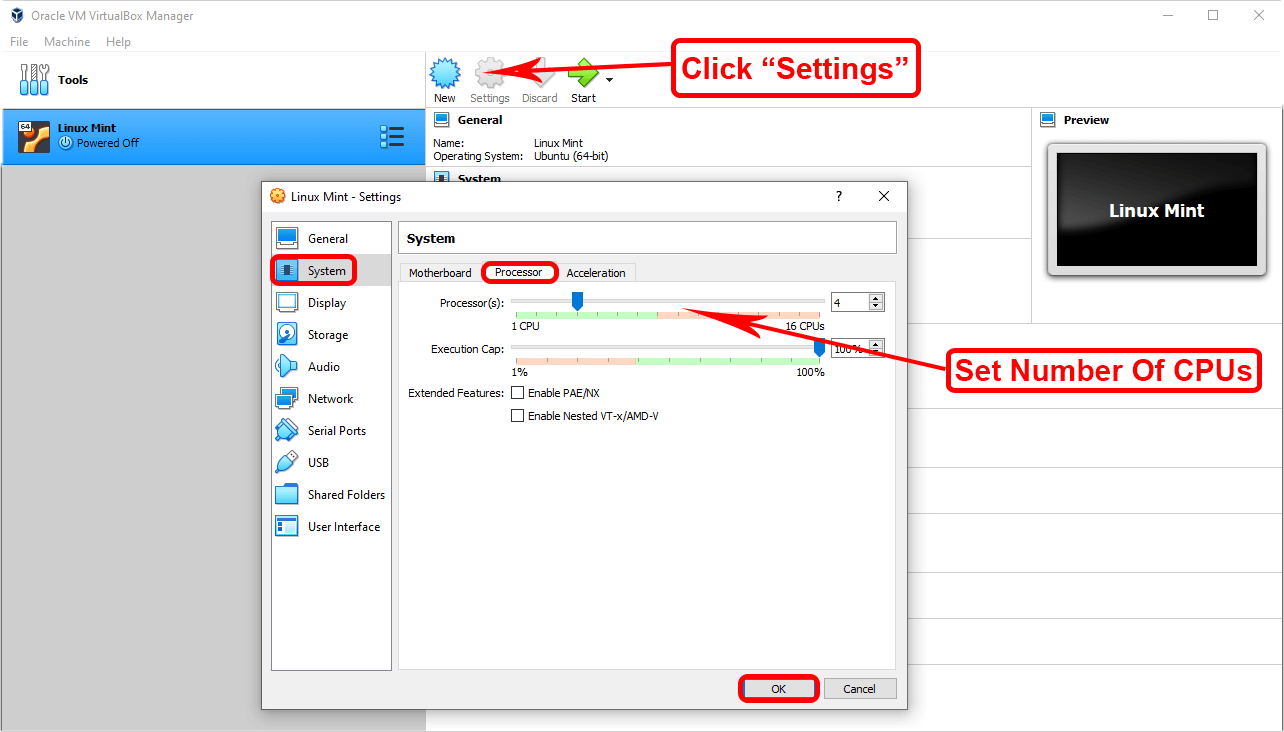 Oracle VM VirtualBox Manager
File Machine Help
Tools
New Settings Discard Start
Click “Settings”
64
Linux Mint
Powered Off
General
Name: Linux Mint
Operating System: Ubuntu (64-bit)
System
Preview
Linux Mint
Linux Mint - Settings ?
General
System
Display
Storage
Audio
Network
Serial Ports
USB
Shared Folders
User Interface
System
Motherboard Processor Acceleration
Processor(s): 4
1 CPU 16 CPUs
Execution Cap: 100%
1% 100%
Extended Features: Enable PAE/NX
Enable Nested VT-x/AMD-V
Set Number Of CPUs
OK Cancel